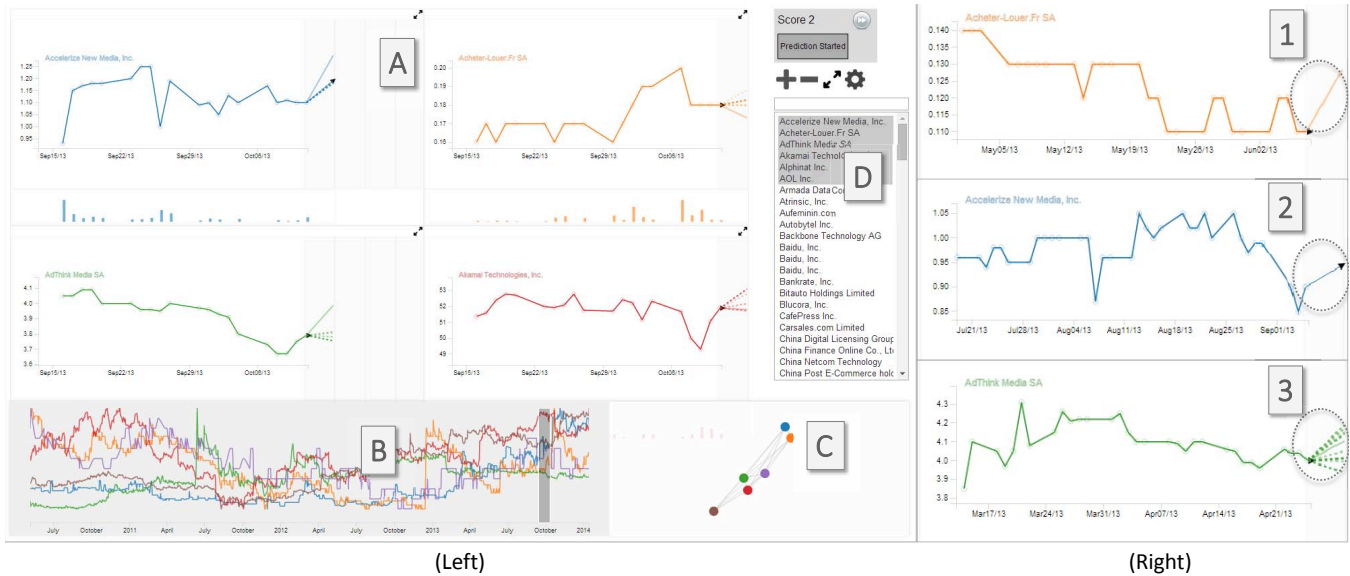 Accelerize New Media, Inc.
A
1.25
1.20
1.15
1.10
1.05
1.00
0.95
Sep15/13 Sep22/13 Sep29/13 Oct06/13
Acheter-Louer.Fr SA
0.20
0.19
0.18
0.17
0.16
Sep15/13 Sep22/13 Sep29/13 Oct06/13
AdThink Media SA
4.1
4.0
3.9
3.8
3.7
3.6
Sep15/13 Sep22/13 Sep29/13 Oct06/13
Akamai Technologies, Inc.
53
52
51
50
49
Sep15/13 Sep22/13 Sep29/13 Oct06/13
B
July October 2011 April July October 2012 April July October 2013 April July October 2014
C
Score 2
Prediction Started
Accelerize New Media, Inc.
Acheter-Louer.Fr SA
AdThink Media SA
Akamai Technolo
Alphinat Inc.
AOL Inc.
D
Armada Data Co
Atrinsic, Inc.
Aufeminin.com
Autobytel Inc.
Backbone Technology AG
Baidu, Inc.
Baidu, Inc.
Baidu, Inc.
Bankrate, Inc.
Bitauto Holdings Limited
Blucora, Inc.
CafePress Inc.
Carsales.com Limited
China Digital Licensing Group
China Finance Online Co., Lt
China Netcom Technology
China Post E-Commerce hold
(Left)
Acheter-Louer.Fr SA
1
0.140
0.130
0.120
0.110
May05/13 May12/13 May19/13 May26/13 Jun02/13
Accelerize New Media, Inc.
2
1.05
1.00
0.95
0.90
0.85
Jul21/13 Jul28/13 Aug04/13 Aug11/13 Aug18/13 Aug25/13 Sep01/13
AdThink Media SA
3
4.3
4.2
4.1
4.0
3.9
3.8
Mar17/13 Mar24/13 Mar31/13 Apr07/13 Apr14/13 Apr21/13
(Right)